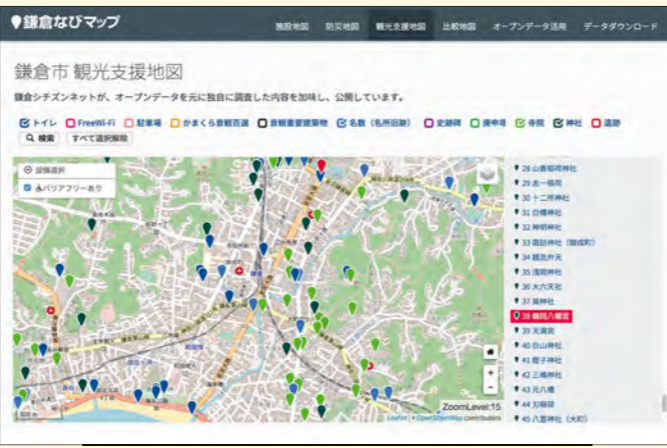 鎌倉なびマップ
施設地図 防災地図 観光支援地図 比較地図 オープンデータ活用 データダウンロード
鎌倉市 観光支援地図
鎌倉シチズンネットが、オープンデータを元に独自に調査した内容を加味し、公開しています。
トイレ FreeWi-Fi 駐車場 かまくら景観百選 景観重要建築物 名数（名所旧跡） 史跡碑 庚申塔 寺院 神社 遺跡
検索 すべて選択解除
設備選択
バリアフリーあり
28 山善稲荷神社
29 志一稲荷
30 十二所神社
31 白幡神社
32 神明神社
33 諏訪神社（御成町）
34 銭洗弁天
35 浅間神社
36 大六天社
37 巽神社
38 鶴岡八幡宮
39 天満宮
40 白山神社
41 蛭子神社
42 三嶋神社
43 元八幡
44 刃稲荷
45 八雲神社（大町）
+
−
ZoomLevel:15
300 m
Leaflet | © OpenStreetMap contributors